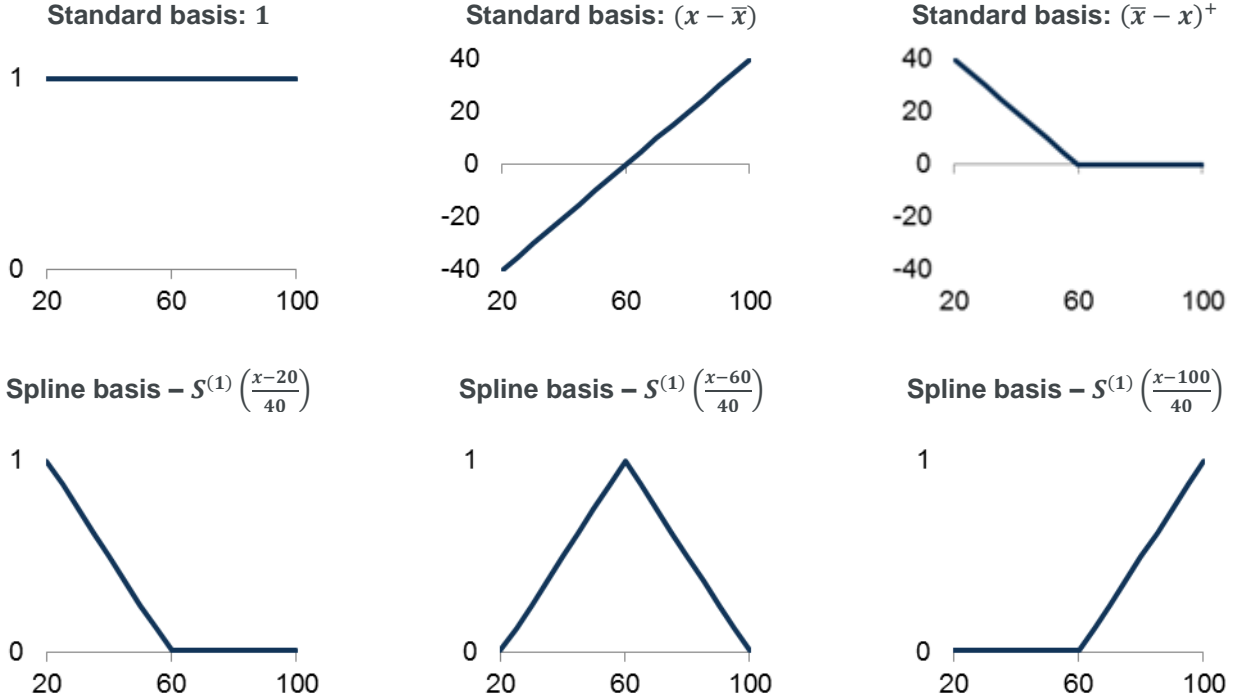 Standard basis: 1
1
0
20 60 100
Standard basis: (x − x̅)
40
20
0
-20
-40
20 60 100
Standard basis: (x̅ − x)⁺
40
20
0
-20
-40
20 60 100
Spline basis – S⁽¹⁾ ((x−20)/40)
1
0
20 60 100
Spline basis – S⁽¹⁾ ((x−60)/40)
1
0
20 60 100
Spline basis – S⁽¹⁾ ((x−100)/40)
1
0
20 60 100